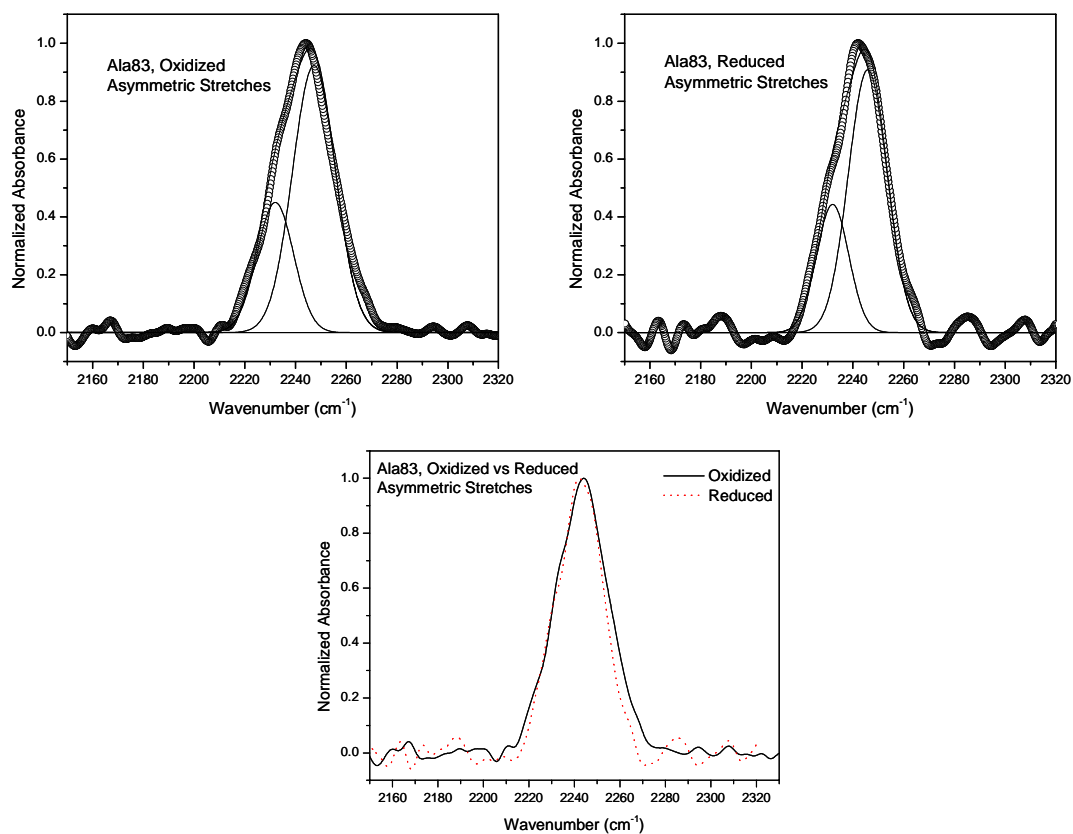 Ala83, Oxidized
Asymmetric Stretches
Normalized Absorbance
1.0
0.8
0.6
0.4
0.2
0.0
2160 2180 2200 2220 2240 2260 2280 2300 2320
Wavenumber (cm-1)
Ala83, Reduced
Asymmetric Stretches
Normalized Absorbance
1.0
0.8
0.6
0.4
0.2
0.0
2160 2180 2200 2220 2240 2260 2280 2300 2320
Wavenumber (cm-1)
Ala83, Oxidized vs Reduced
Asymmetric Stretches
Oxidized
Reduced
Normalized Absorbance
1.0
0.8
0.6
0.4
0.2
0.0
2160 2180 2200 2220 2240 2260 2280 2300 2320
Wavenumber (cm-1)